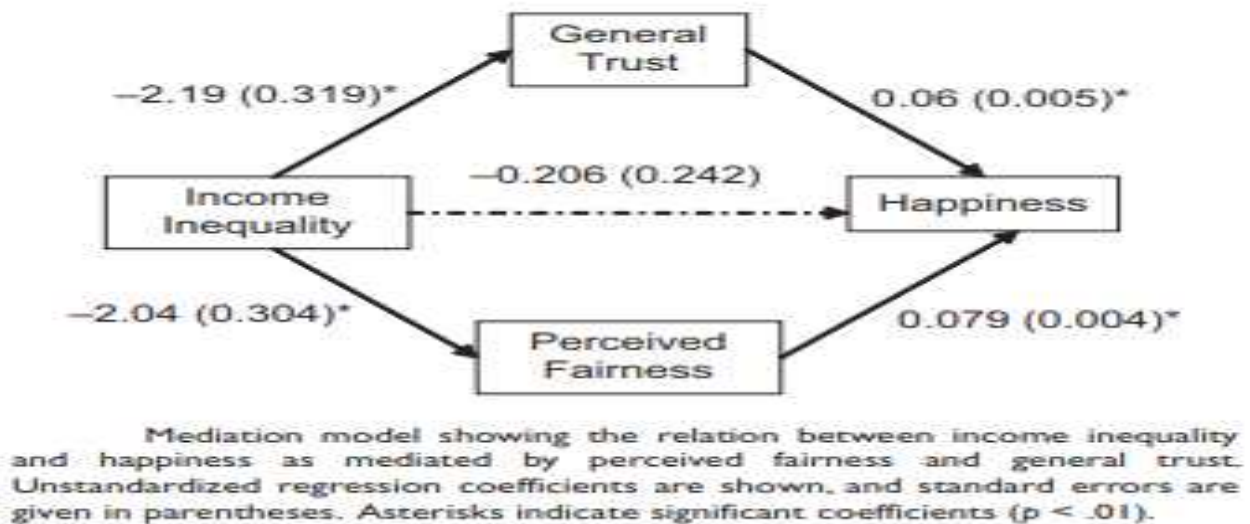 General
Trust
−2.19 (0.319)*
0.06 (0.005)*
−0.206 (0.242)
Income
Inequality
Happiness
−2.04 (0.304)*
0.079 (0.004)*
Perceived
Fairness
Mediation model showing the relation between income inequality
and happiness as mediated by perceived fairness and general trust.
Unstandardized regression coefficients are shown, and standard errors are
given in parentheses. Asterisks indicate significant coefficients (p < .01).